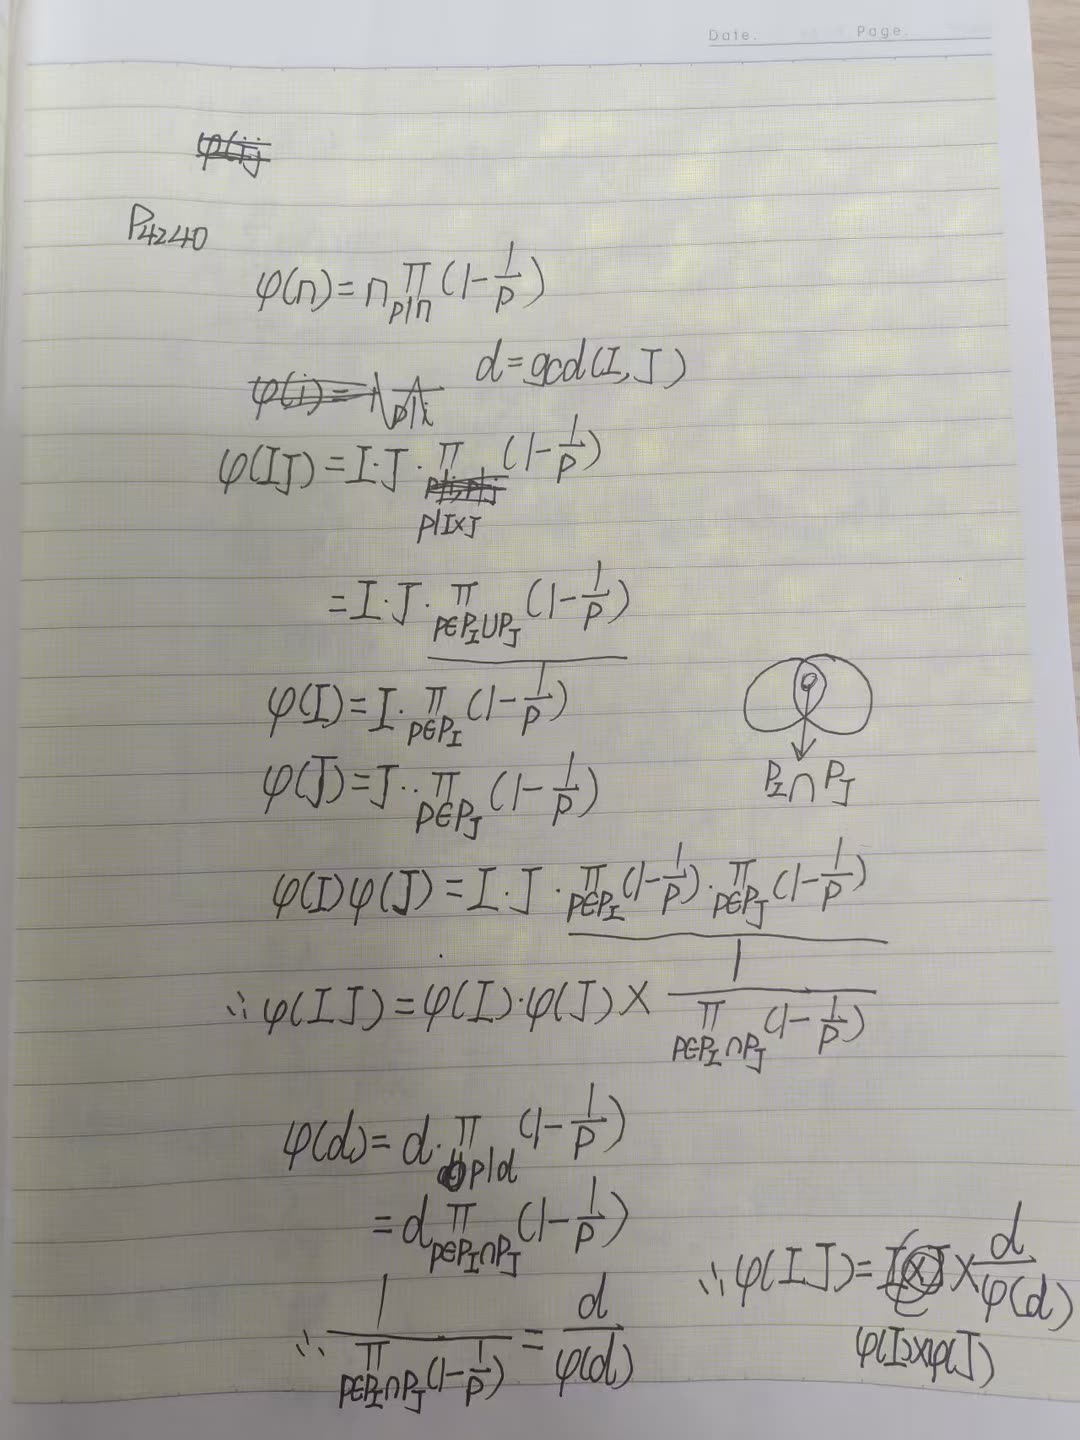 Date. Page.
φ(ij
P4240
φ(n)=n π p|n (1-1/p)
φ(i)= p|i d=gcd(I,J)
φ(IJ)=I·J·π (1-1/p)
p|i,p|j
p|I×J
=I·J·π p∈P_I∪P_J (1-1/p)
φ(I)=I·π p∈P_I (1-1/p)
φ(J)=J··π p∈P_J (1-1/p)
P_I∩P_J
φ(I)φ(J)=I·J·π p∈P_I (1-1/p)·π p∈P_J (1-1/p)
∴φ(IJ)=φ(I)·φ(J)×1/(π p∈P_I∩P_J (1-1/p))
φ(d)=d·π p|d (1-1/p)
=d π p∈P_I∩P_J (1-1/p)
∴1/(π p∈P_I∩P_J (1-1/p))=d/φ(d)
∴φ(IJ)=I×J×d/φ(d)
φ(I)×φ(J)